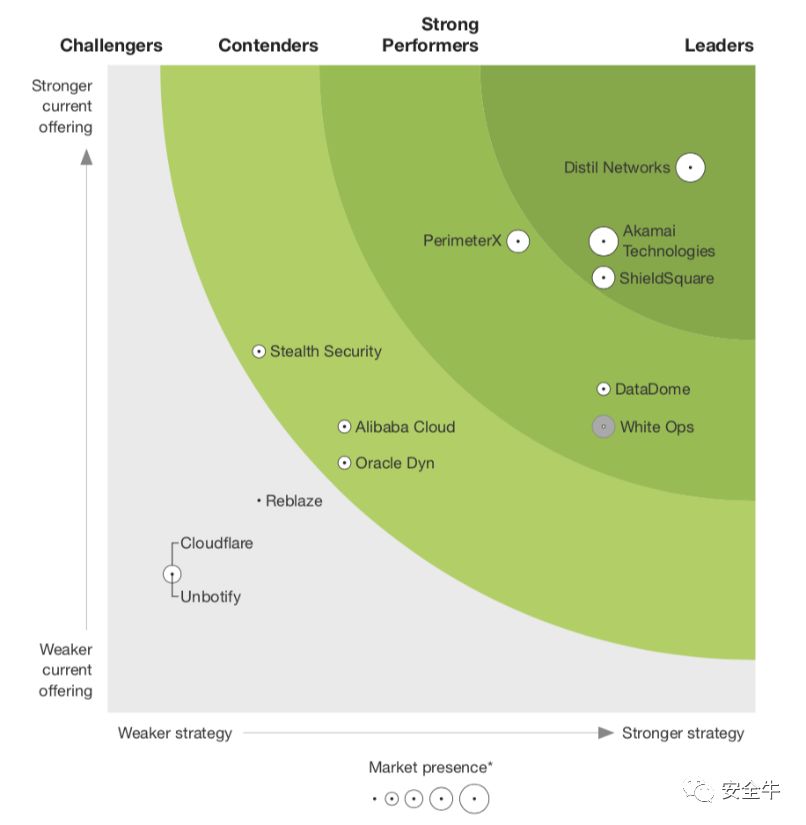 Challengers
Contenders
Strong
Performers
Leaders
Stronger
current
offering
Distil Networks
PerimeterX
Akamai
Technologies
ShieldSquare
Stealth Security
DataDome
Alibaba Cloud
White Ops
Oracle Dyn
Reblaze
Cloudflare
Unbotify
Weaker
current
offering
Weaker strategy
Stronger strategy
Market presence*
安全牛